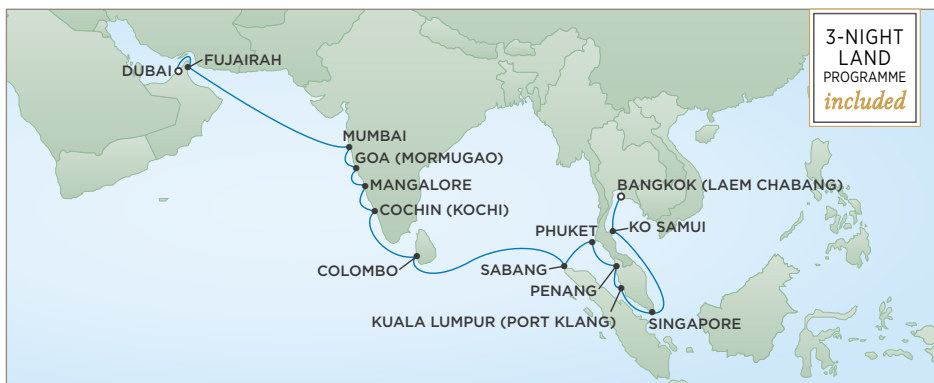 3-NIGHT
LAND
PROGRAMME
included
FUJAIRAH
DUBAI
MUMBAI
GOA (MORMUGAO)
MANGALORE
BANGKOK (LAEM CHABANG)
COCHIN (KOCHI)
PHUKET
KO SAMUI
COLOMBO
SABANG
PENANG
KUALA LUMPUR (PORT KLANG)
SINGAPORE